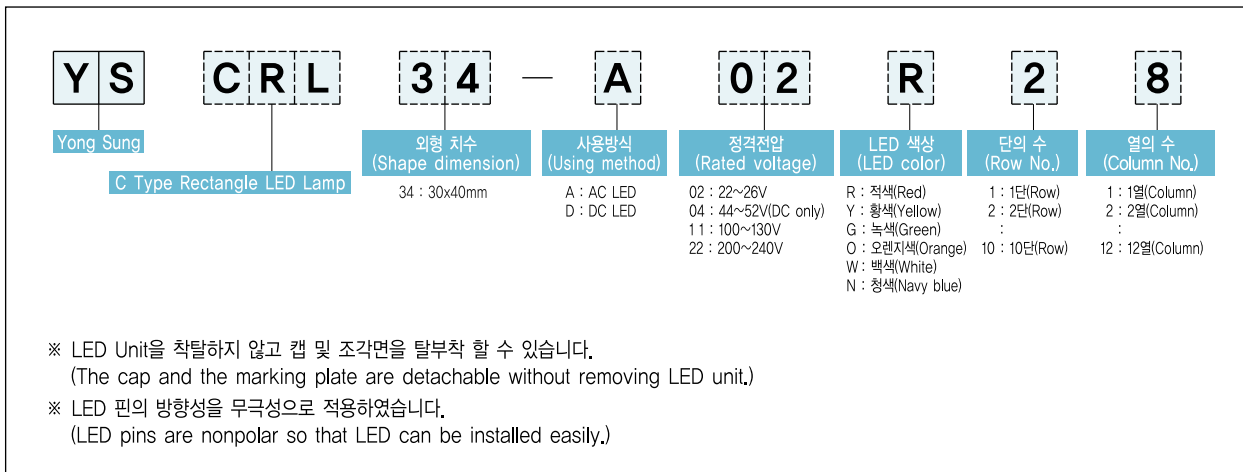 YS CRL 34 — A 02 R 2 8
Yong Sung
C Type Rectangle LED Lamp
외형 치수
(Shape dimension)
34 : 30x40mm
사용방식
(Using method)
A : AC LED
D : DC LED
정격전압
(Rated voltage)
02 : 22~26V
04 : 44~52V(DC only)
11 : 100~130V
22 : 200~240V
LED 색상
(LED color)
R : 적색(Red)
Y : 황색(Yellow)
G : 녹색(Green)
O : 오렌지색(Orange)
W : 백색(White)
N : 청색(Navy blue)
단의 수
(Row No.)
1 : 1단(Row)
2 : 2단(Row)
:
10 : 10단(Row)
열의 수
(Column No.)
1 : 1열(Column)
2 : 2열(Column)
:
12 : 12열(Column)
※ LED Unit을 착탈하지 않고 캡 및 조각면을 탈부착 할 수 있습니다.
(The cap and the marking plate are detachable without removing LED unit.)
※ LED 핀의 방향성을 무극성으로 적용하였습니다.
(LED pins are nonpolar so that LED can be installed easily.)